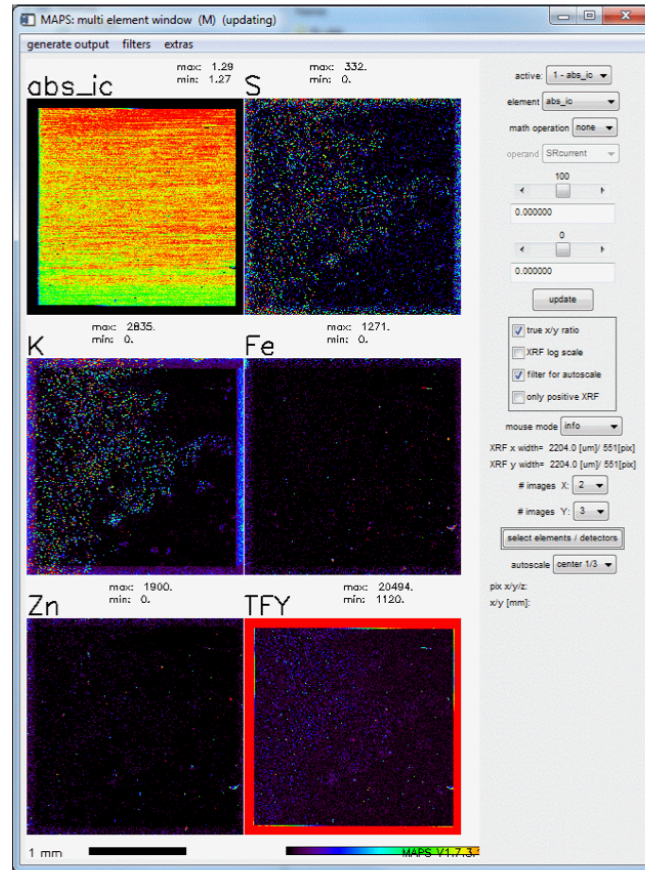 MAPS: multi element window (M) (updating)
generate output filters extras
max: 1.29
min: 1.27
abs_ic
max: 332.
min: 0.
S
max: 2835.
min: 0.
K
max: 1271.
min: 0.
Fe
max: 1900.
min: 0.
Zn
max: 20494.
min: 1120.
TFY
1 mm
MAPS V1.7.3.
active: 1 - abs_ic
element abs_ic
math operation none
operand SRcurrent
100
0.000000
0
0.000000
update
true x/y ratio
XRF log scale
filter for autoscale
only positive XRF
mouse mode info
XRF x width= 2204.0 [um]/ 551[pix]
XRF y width= 2204.0 [um]/ 551[pix]
# images X: 2
# images Y: 3
select elements / detectors
autoscale center 1/3
pix x/y/z:
x/y [mm]: